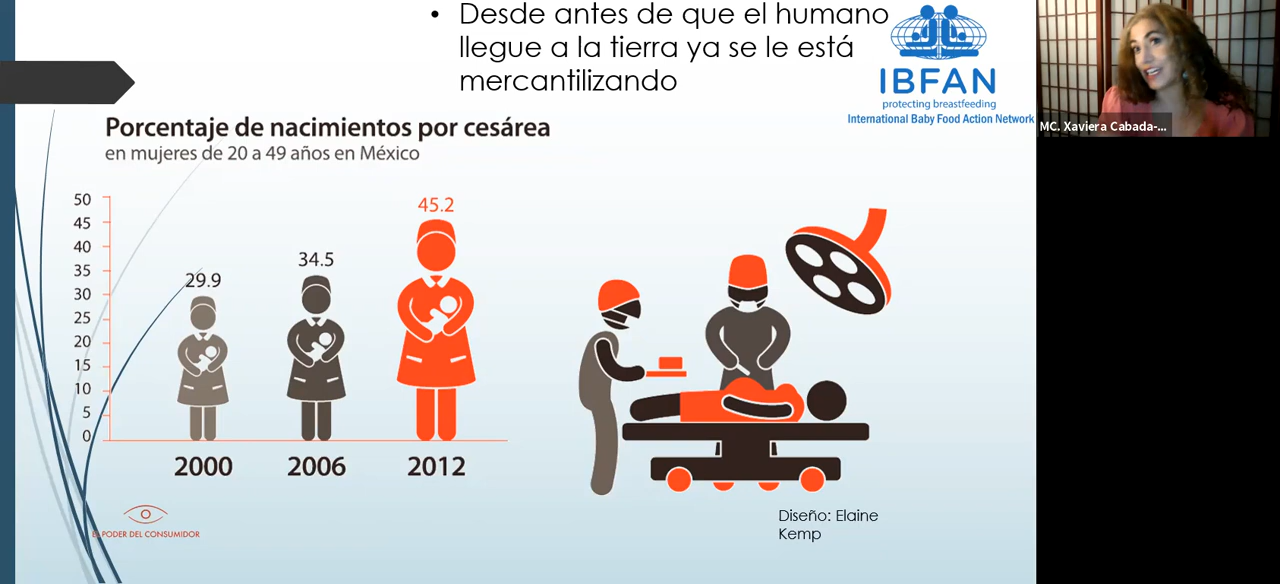 • Desde antes de que el humano
llegue a la tierra ya se le está
mercantilizando
IBFAN
protecting breastfeeding
International Baby Food Action Network
MC. Xaviera Cabada-...
Porcentaje de nacimientos por cesárea
en mujeres de 20 a 49 años en México
50
45
40
35
30
25
20
15
10
5
0
29.9
34.5
45.2
2000
2006
2012
EL PODER DEL CONSUMIDOR
Diseño: Elaine
Kemp